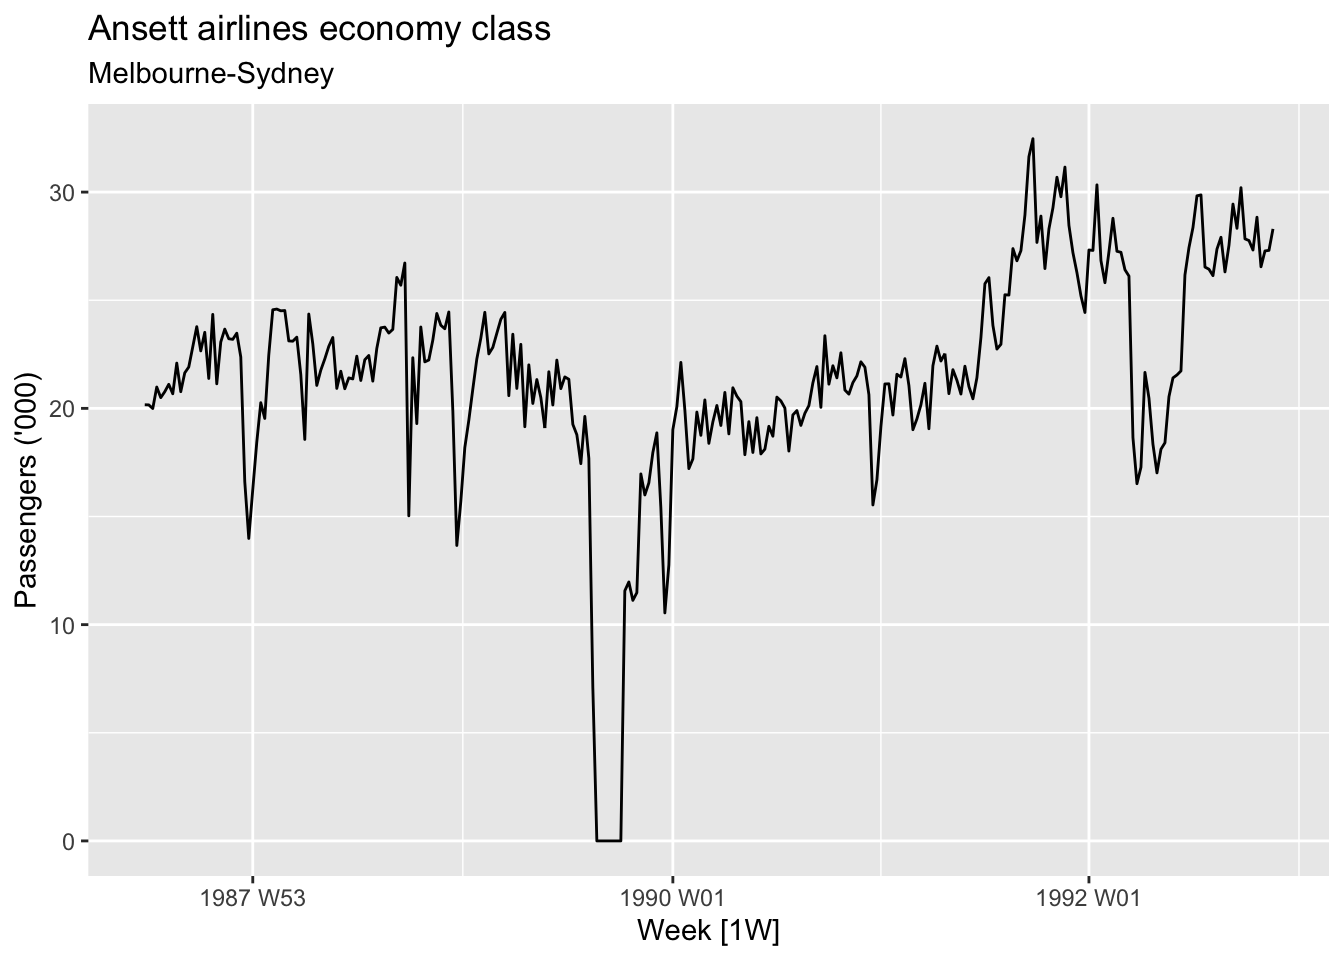 Ansett airlines economy class
Melbourne-Sydney
Passengers ('000)
30
20
10
0
1987 W53
1990 W01
1992 W01
Week [1W]